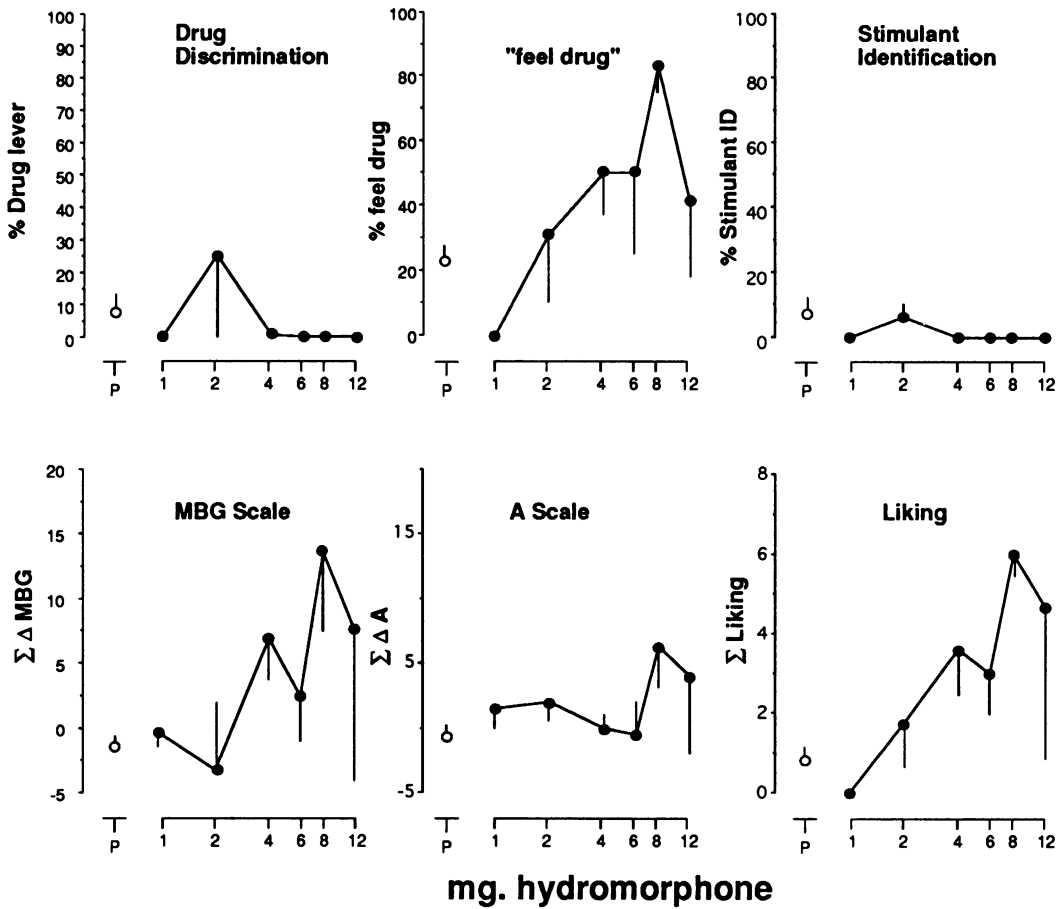 Drug
Discrimination
% Drug lever
100
90
80
70
60
50
40
30
20
10
0
P
1 2 4 6 8 12
"feel drug"
% feel drug
100
80
60
40
20
0
P
1 2 4 6 8 12
Stimulant
Identification
% Stimulant ID
100
80
60
40
20
0
P
1 2 4 6 8 12
MBG Scale
Σ Δ MBG
20
15
10
5
0
-5
P
1 2 4 6 8 12
A Scale
Σ Δ A
15
5
-5
P
1 2 4 6 8 12
Liking
Σ Liking
8
6
4
2
0
P
1 2 4 6 8 12
mg. hydromorphone